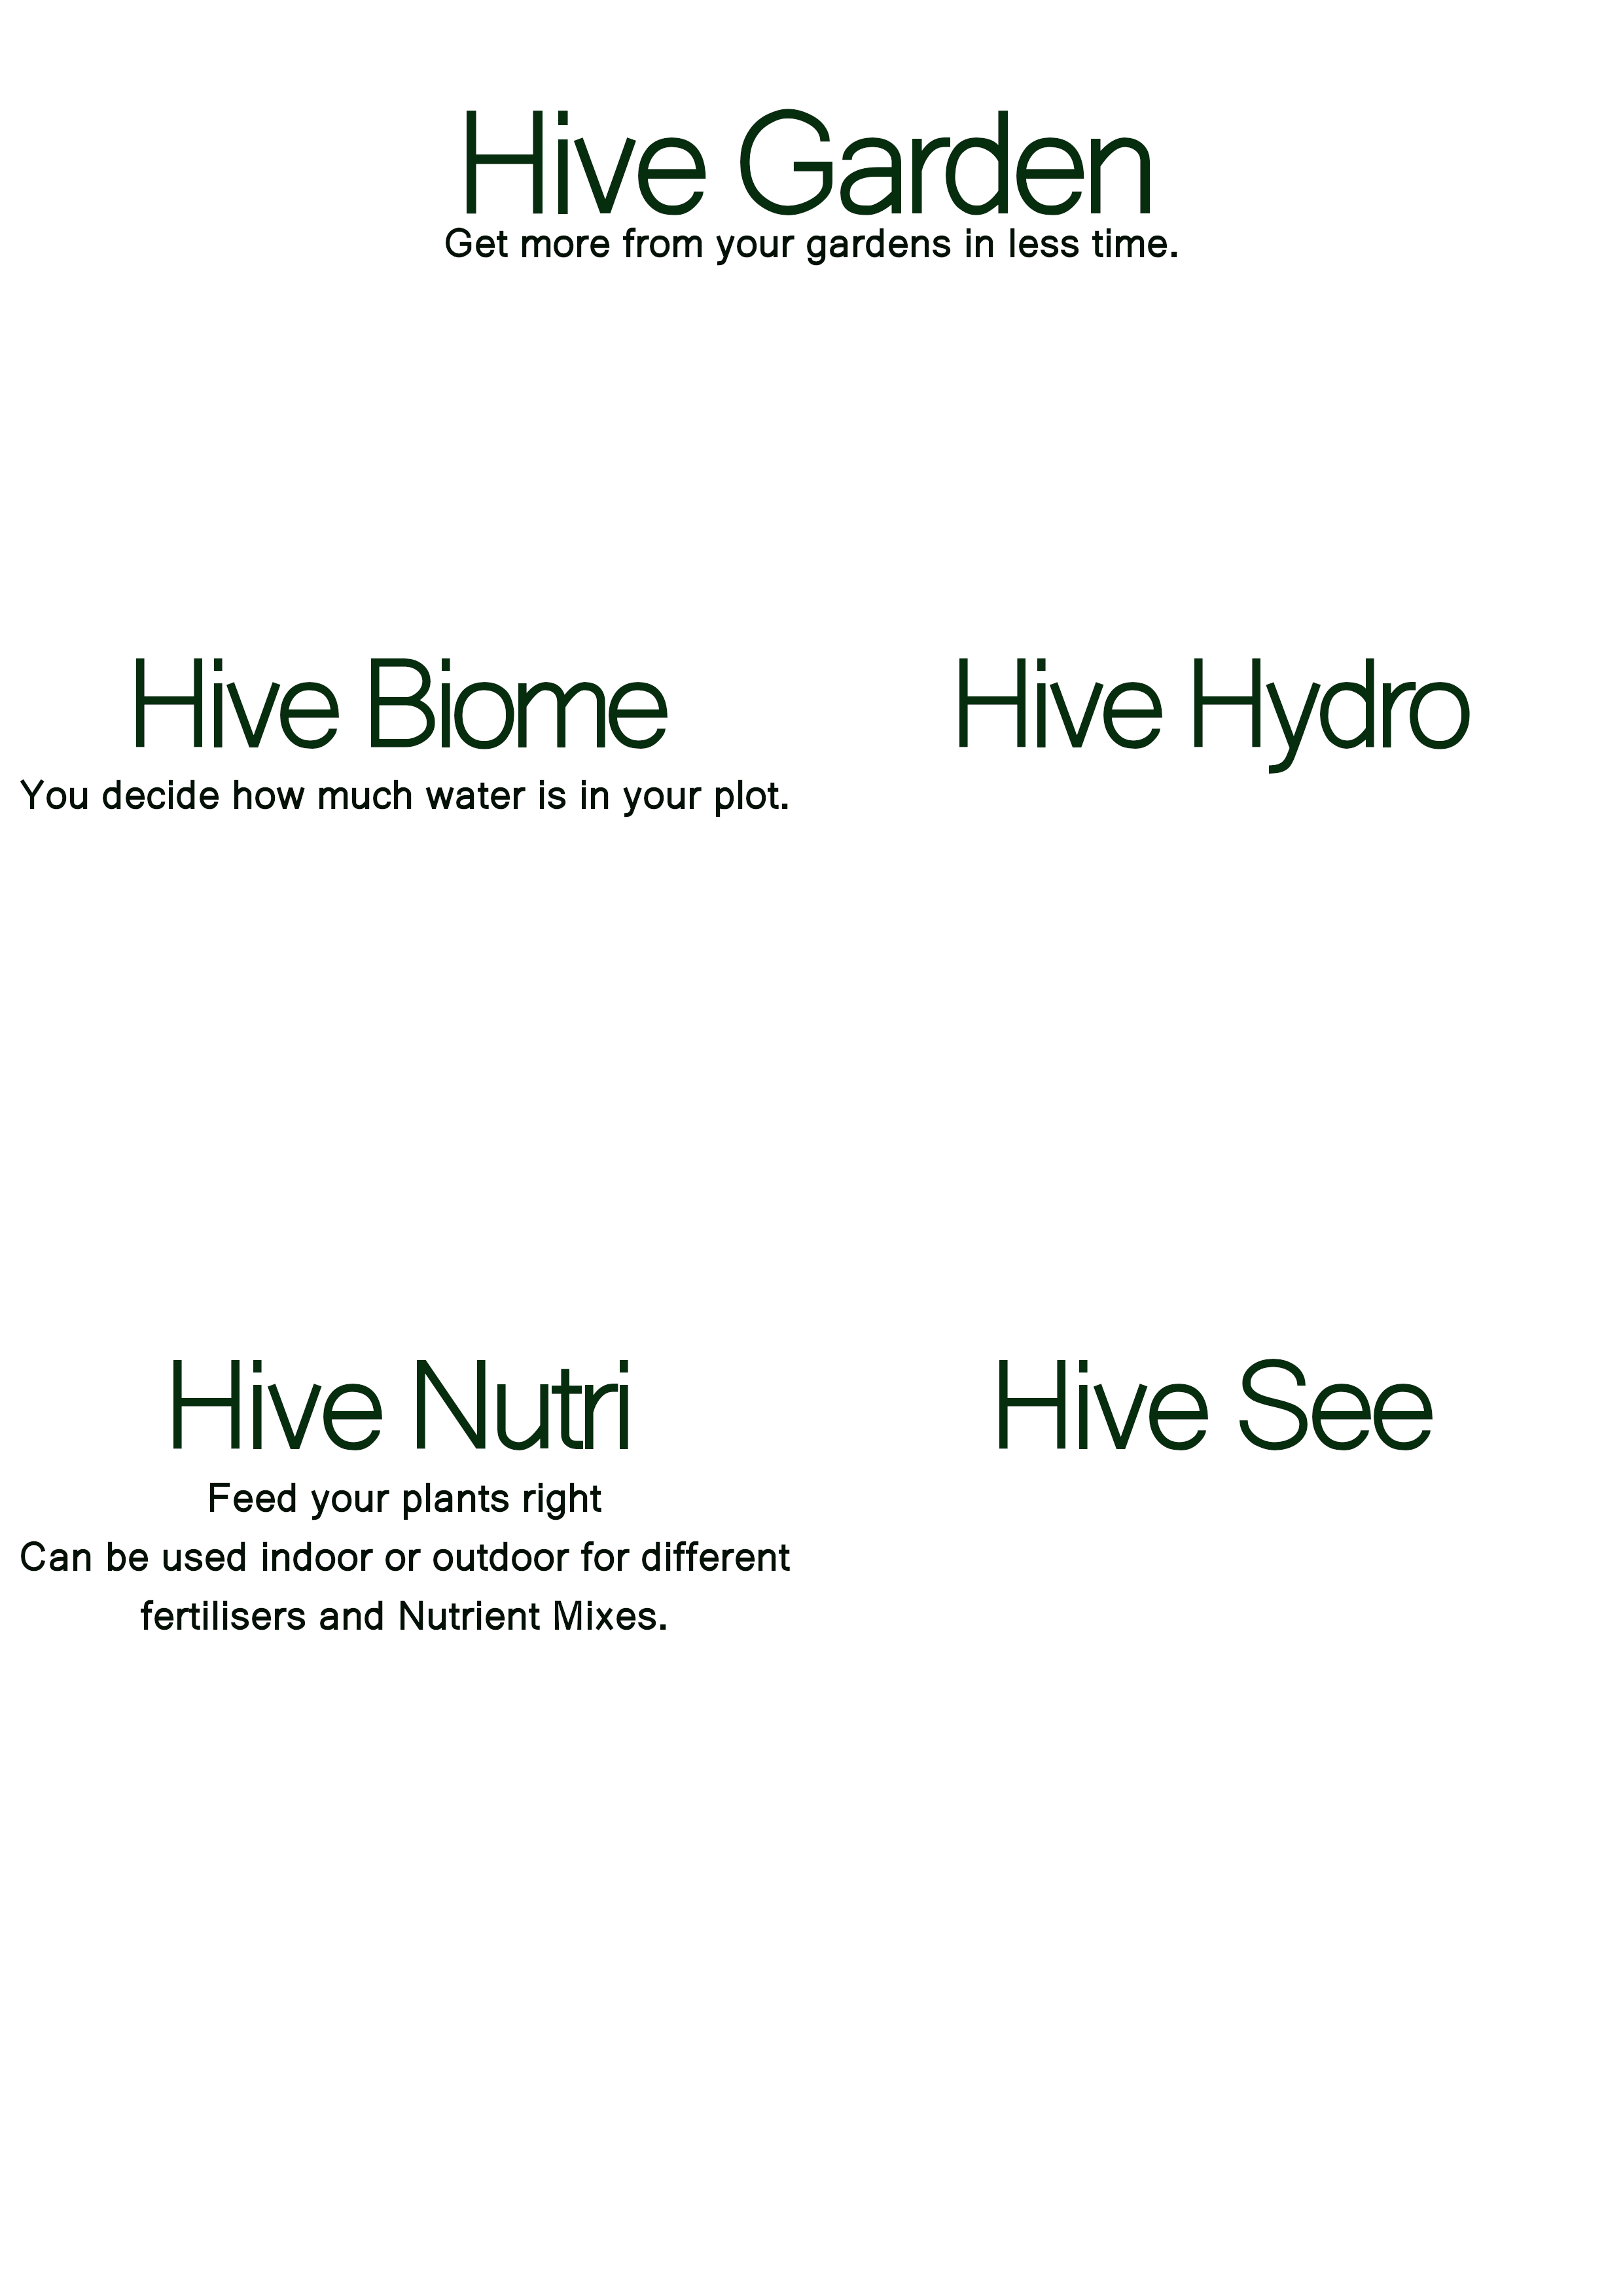 Hive Garden
Get more from your gardens in less time.
Hive Biome
You decide how much water is in your plot.
Hive Hydro
Hive Nutri
Feed your plants right
Can be used indoor or outdoor for different
fertilisers and Nutrient Mixes.
Hive See